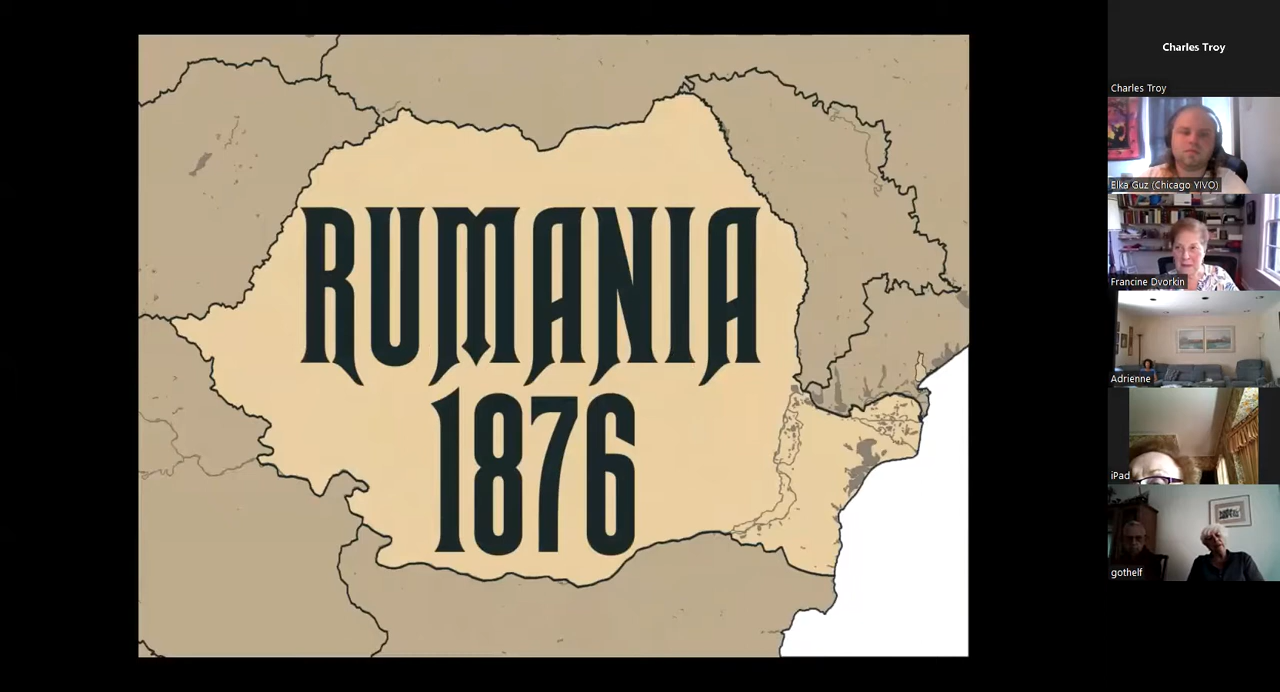 RUMANIA
1876
Charles Troy
Charles Troy
Elka Guz (Chicago YIVO)
Francine Dvorkin
Adrienne
iPad
gothelf